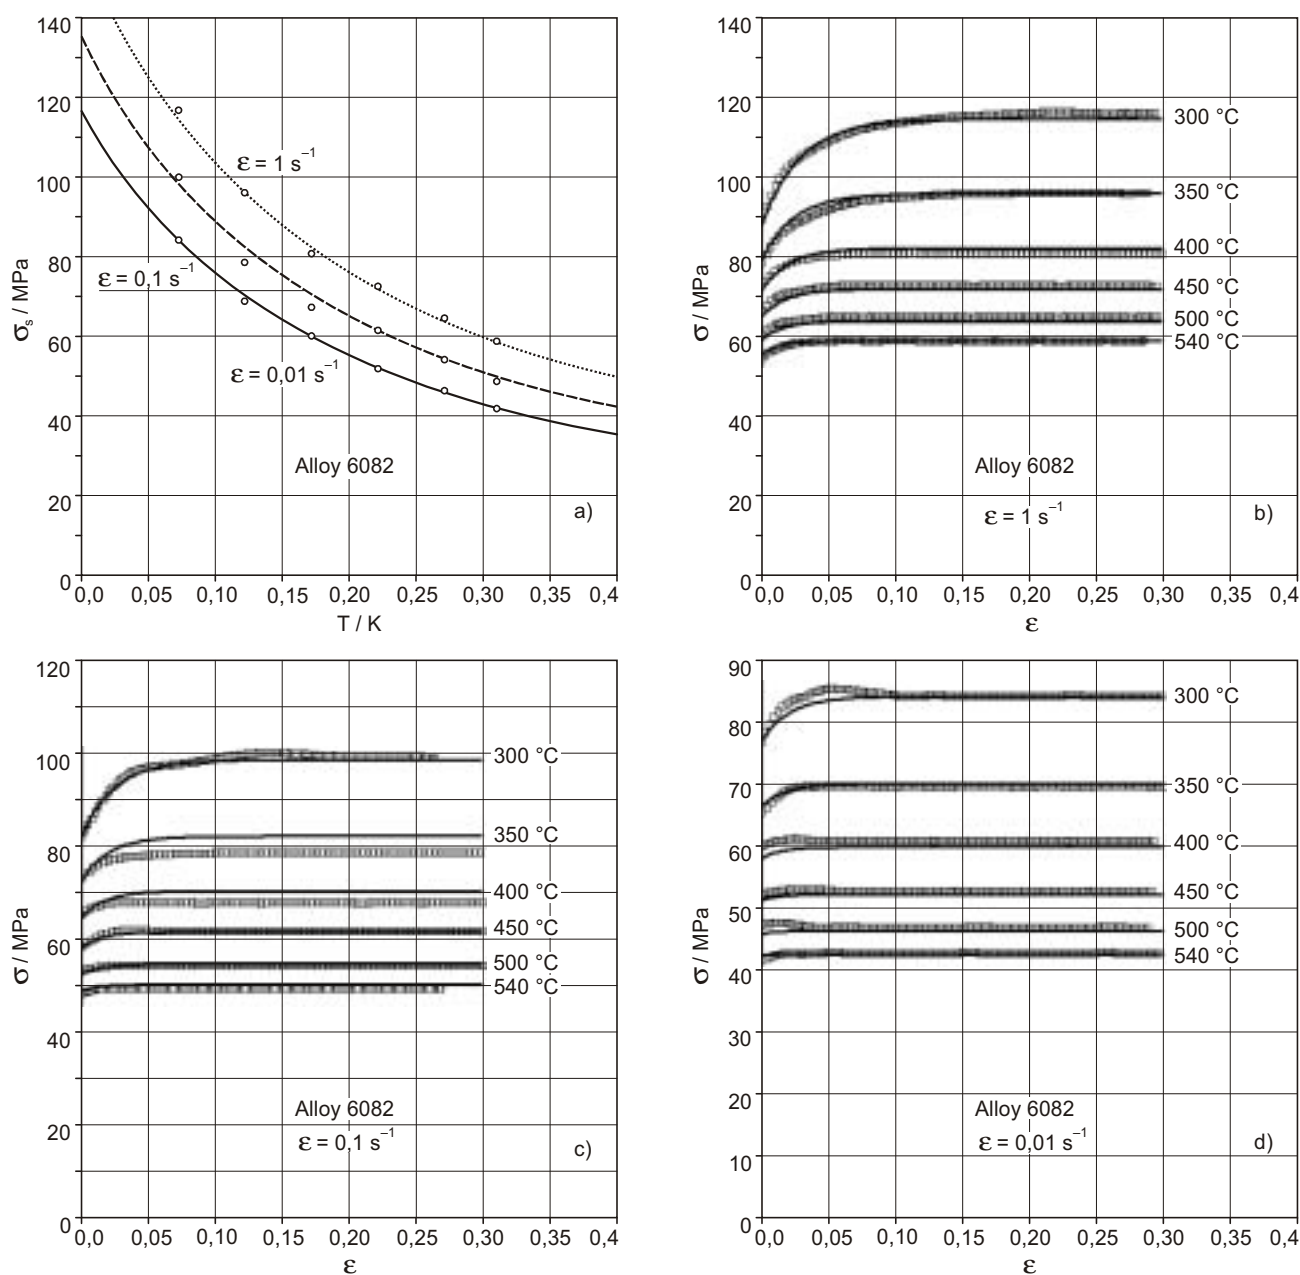 140
120
100
80
60
40
20
0
σs / MPa
ε = 1 s⁻¹
ε = 0,1 s⁻¹
ε = 0,01 s⁻¹
Alloy 6082
a)
0,0 0,05 0,10 0,15 0,20 0,25 0,30 0,35 0,4
T / K
140
120
100
80
60
40
20
0
σ / MPa
300 °C
350 °C
400 °C
450 °C
500 °C
540 °C
Alloy 6082
ε = 1 s⁻¹
b)
0,0 0,05 0,10 0,15 0,20 0,25 0,30 0,35 0,4
ε
120
100
80
60
40
20
0
σ / MPa
300 °C
350 °C
400 °C
450 °C
500 °C
540 °C
Alloy 6082
ε = 0,1 s⁻¹
c)
0,0 0,05 0,10 0,15 0,20 0,25 0,30 0,35 0,4
ε
90
80
70
60
50
40
30
20
10
0
σ / MPa
300 °C
350 °C
400 °C
450 °C
500 °C
540 °C
Alloy 6082
ε = 0,01 s⁻¹
d)
0,0 0,05 0,10 0,15 0,20 0,25 0,30 0,35 0,4
ε